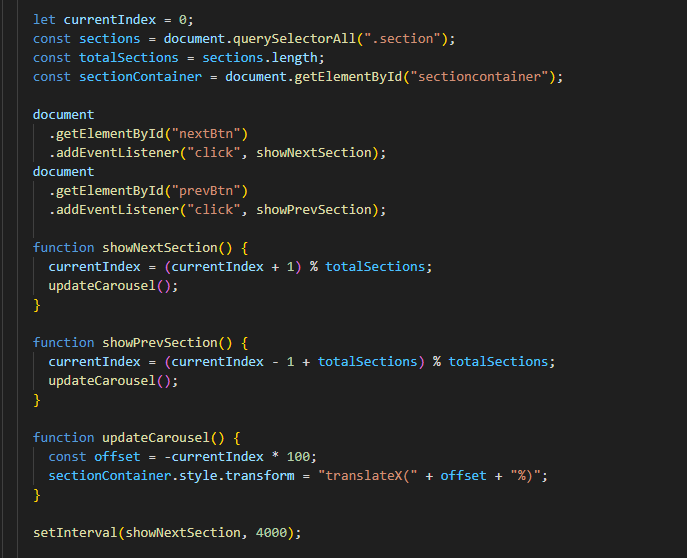 let currentIndex = 0;
const sections = document.querySelectorAll(".section");
const totalSections = sections.length;
const sectionContainer = document.getElementById("sectioncontainer");

document
  .getElementById("nextBtn")
  .addEventListener("click", showNextSection);
document
  .getElementById("prevBtn")
  .addEventListener("click", showPrevSection);

function showNextSection() {
  currentIndex = (currentIndex + 1) % totalSections;
  updateCarousel();
}

function showPrevSection() {
  currentIndex = (currentIndex - 1 + totalSections) % totalSections;
  updateCarousel();
}

function updateCarousel() {
  const offset = -currentIndex * 100;
  sectionContainer.style.transform = "translateX(" + offset + "%)";
}

setInterval(showNextSection, 4000);